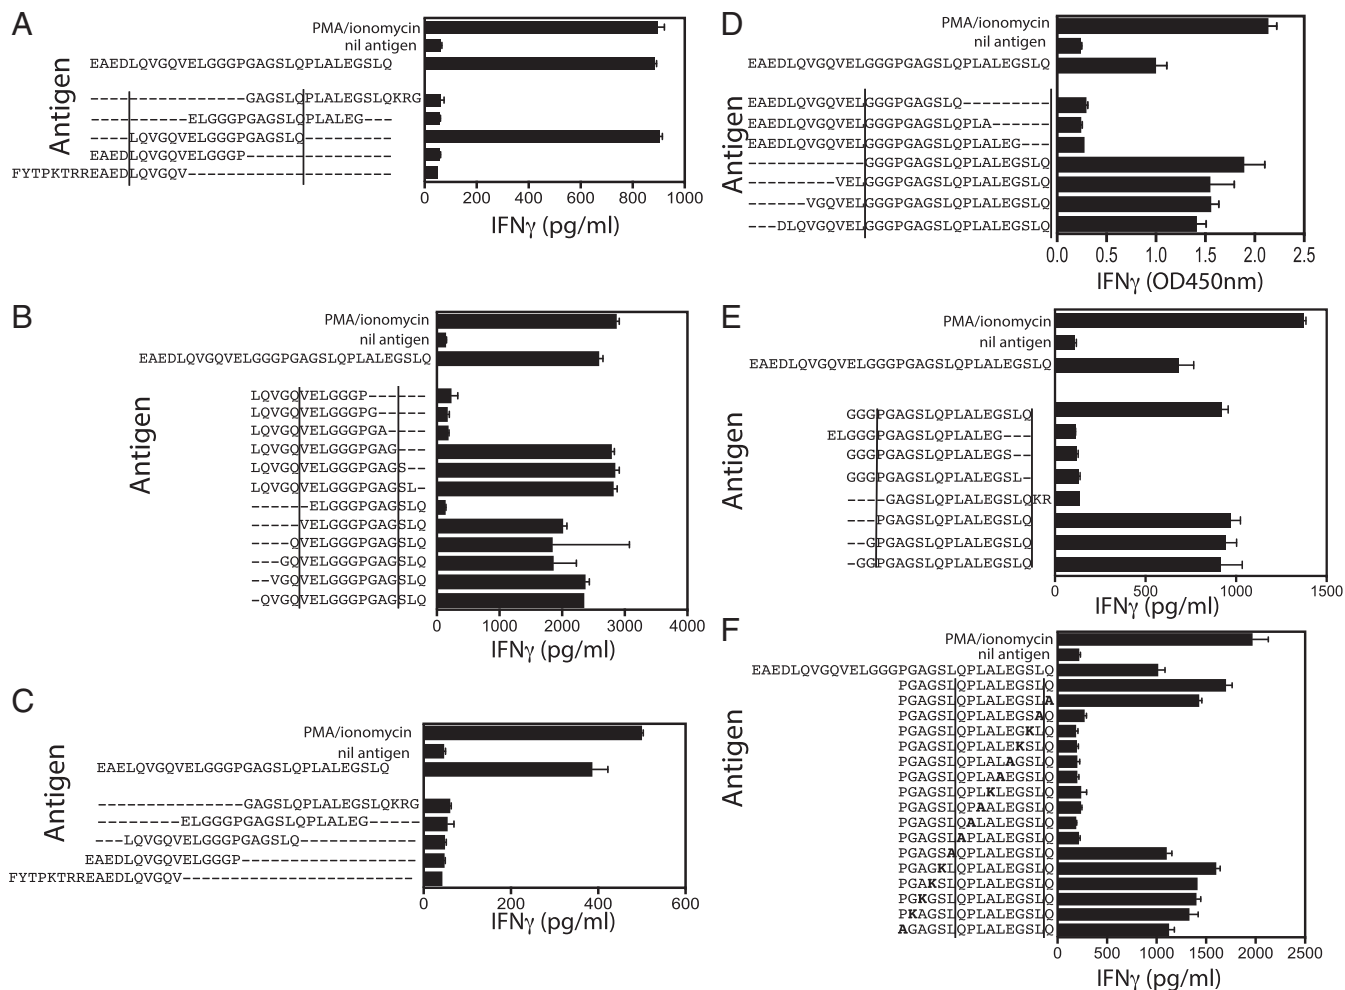 A
PMA/ionomycin
nil antigen
EAEDLQVGQVELGGGPGAGSLQPLALEGSLQ
Antigen
----------------GAGSLQPLALEGSLQKRG
----------ELGGGPGAGSLQPLALEG---
----LQVGQVELGGGPGAGSLQ---------
EAEDLQVGQVELGGGP---------------
FYTPKTRREAEDLQVGQV---------------------
0 200 400 600 800 1000
IFNγ (pg/ml)
B
PMA/ionomycin
nil antigen
EAEDLQVGQVELGGGPGAGSLQPLALEGSLQ
Antigen
LQVGQVELGGGP------
LQVGQVELGGGPG-----
LQVGQVELGGGPGA----
LQVGQVELGGGPGAG---
LQVGQVELGGGPGAGS--
LQVGQVELGGGPGAGSL-
------ELGGGPGAGSLQ
-----VELGGGPGAGSLQ
----QVELGGGPGAGSLQ
---GQVELGGGPGAGSLQ
--VGQVELGGGPGAGSLQ
-QVGQVELGGGPGAGSLQ
0 1000 2000 3000 4000
IFNγ (pg/ml)
C
PMA/ionomycin
nil antigen
EAELQVGQVELGGGPGAGSLQPLALEGSLQ
Antigen
---------------GAGSLQPLALEGSLQKRG
---------ELGGGPGAGSLQPLALEG-----
---LQVGQVELGGGPGAGSLQ------------
EAEDLQVGQVELGGGP------------------
FYTPKTRREAEDLQVGQV------------------------
0 200 400 600
IFNγ (pg/ml)
D
PMA/ionomycin
nil antigen
EAEDLQVGQVELGGGPGAGSLQPLALEGSLQ
Antigen
EAEDLQVGQVELGGGPGAGSLQ---------
EAEDLQVGQVELGGGPGAGSLQPLA------
EAEDLQVGQVELGGGPGAGSLQPLALEG---
------------GGGPGAGSLQPLALEGSLQ
---------VELGGGPGAGSLQPLALEGSLQ
------VGQVELGGGPGAGSLQPLALEGSLQ
---DLQVGQVELGGGPGAGSLQPLALEGSLQ
0.0 0.5 1.0 1.5 2.0 2.5
IFNγ (OD450nm)
E
PMA/ionomycin
nil antigen
EAEDLQVGQVELGGGPGAGSLQPLALEGSLQ
Antigen
GGGPGAGSLQPLALEGSLQ
ELGGGPGAGSLQPLALEG---
GGGPGAGSLQPLALEGS--
GGGPGAGSLQPLALEGSL-
----GAGSLQPLALEGSLQKR
---PGAGSLQPLALEGSLQ
--GPGAGSLQPLALEGSLQ
-GGPGAGSLQPLALEGSLQ
0 500 1000 1500
IFNγ (pg/ml)
F
PMA/ionomycin
nil antigen
EAEDLQVGQVELGGGPGAGSLQPLALEGSLQ
Antigen
PGAGSLQPLALEGSLQ
PGAGSLQPLALEGSLA
PGAGSLQPLALEGSAQ
PGAGSLQPLALEGKLQ
PGAGSLQPLALEKSLQ
PGAGSLQPLALAGSLQ
PGAGSLQPLAAEGSLQ
PGAGSLQPLKLEGSLQ
PGAGSLQPAALEGSLQ
PGAGSLQALALEGSLQ
PGAGSLAPLALEGSLQ
PGAGSAQPLALEGSLQ
PGAGKLQPLALEGSLQ
PGAKSLQPLALEGSLQ
PGKGSLQPLALEGSLQ
PKAGSLQPLALEGSLQ
AGAGSLQPLALEGSLQ
0 500 1000 1500 2000 2500
IFNγ (pg/ml)